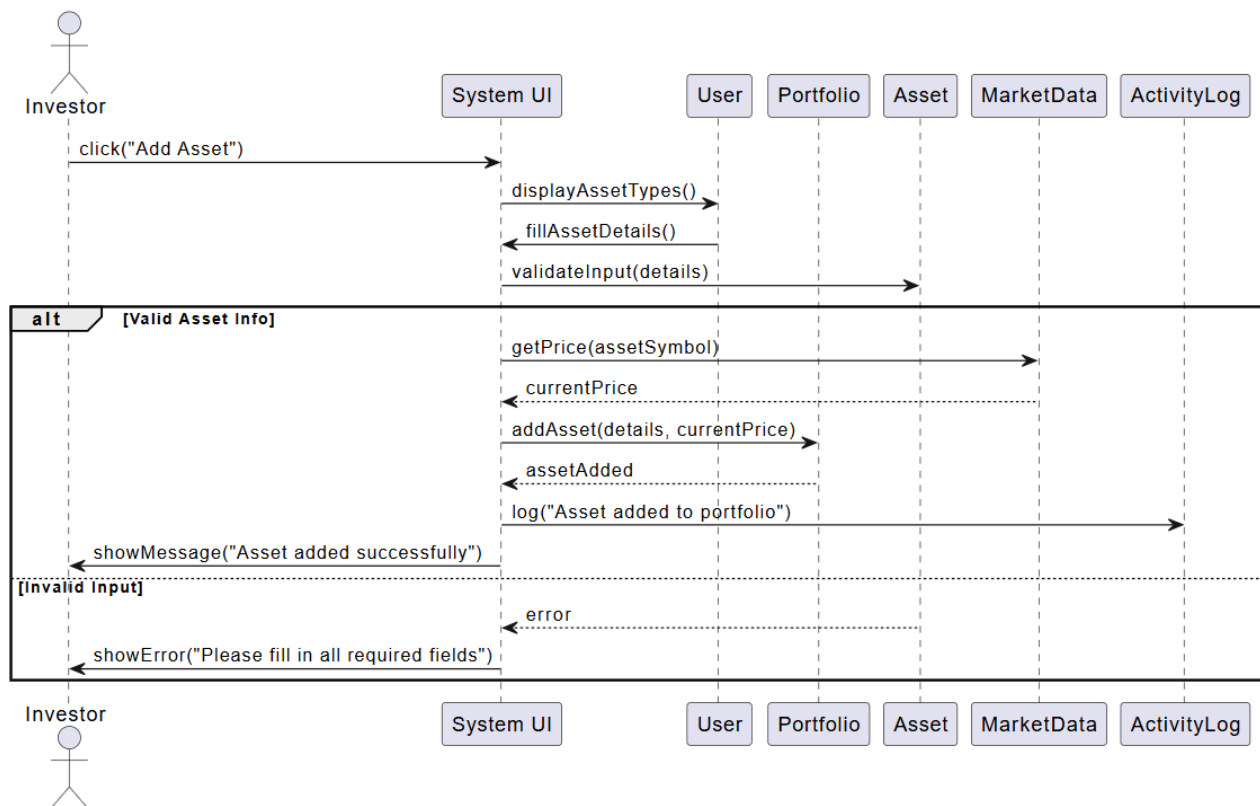 Investor
System UI
User
Portfolio
Asset
MarketData
ActivityLog
click("Add Asset")
displayAssetTypes()
fillAssetDetails()
validateInput(details)
alt
[Valid Asset Info]
getPrice(assetSymbol)
currentPrice
addAsset(details, currentPrice)
assetAdded
log("Asset added to portfolio")
showMessage("Asset added successfully")
[Invalid Input]
error
showError("Please fill in all required fields")
Investor
System UI
User
Portfolio
Asset
MarketData
ActivityLog